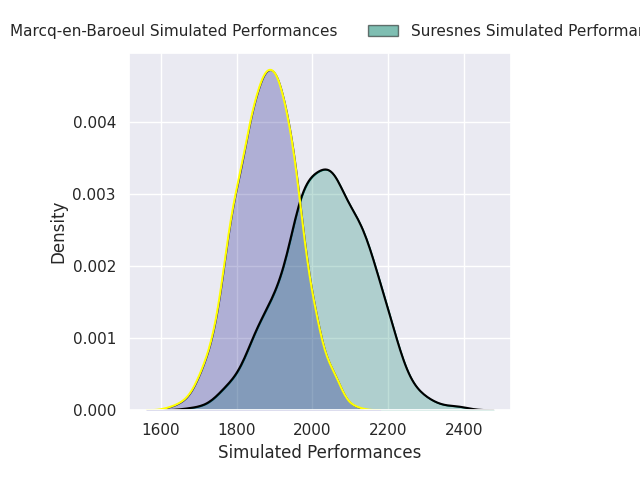 Marcq-en-Baroeul Simulated Performances Suresnes Simulated
Density
0.004
0.003
0.002
0.001
0.000
1600 1800 2000 2200 2400
Simulated Performances